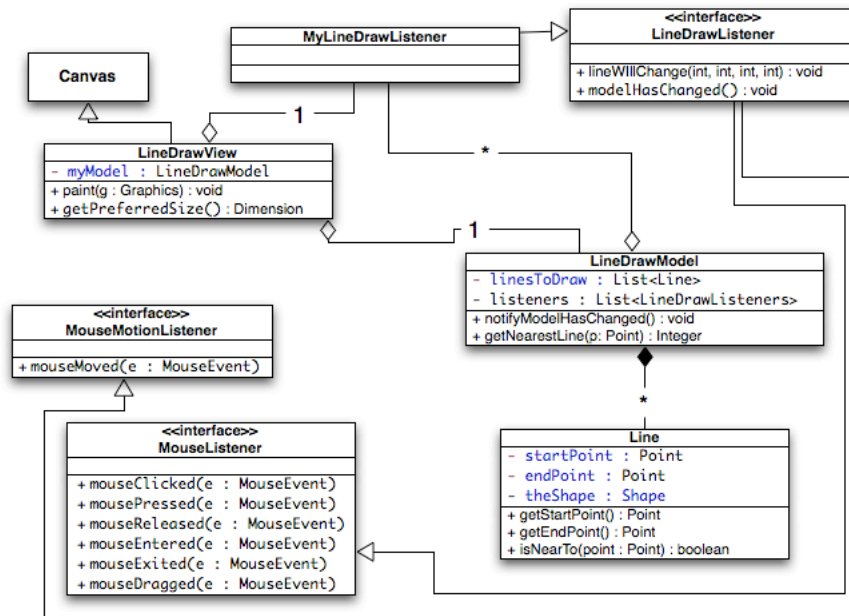 MyLineDrawListener
<<interface>>
LineDrawListener
+ lineWIllChange(int, int, int, int) : void
+ modelHasChanged() : void
Canvas
1
LineDrawView
- myModel : LineDrawModel
+ paint(g : Graphics) : void
+ getPreferredSize() : Dimension
*
1
LineDrawModel
- linesToDraw : List<Line>
- listeners : List<LineDrawListeners>
+ notifyModelHasChanged() : void
+ getNearestLine(p: Point) : Integer
<<interface>>
MouseMotionListener
+ mouseMoved(e : MouseEvent)
*
<<interface>>
MouseListener
+ mouseClicked(e : MouseEvent)
+ mousePressed(e : MouseEvent)
+ mouseReleased(e : MouseEvent)
+ mouseEntered(e : MouseEvent)
+ mouseExited(e : MouseEvent)
+ mouseDragged(e : MouseEvent)
Line
- startPoint : Point
- endPoint : Point
- theShape : Shape
+ getStartPoint() : Point
+ getEndPoint() : Point
+ isNearTo(point : Point) : boolean